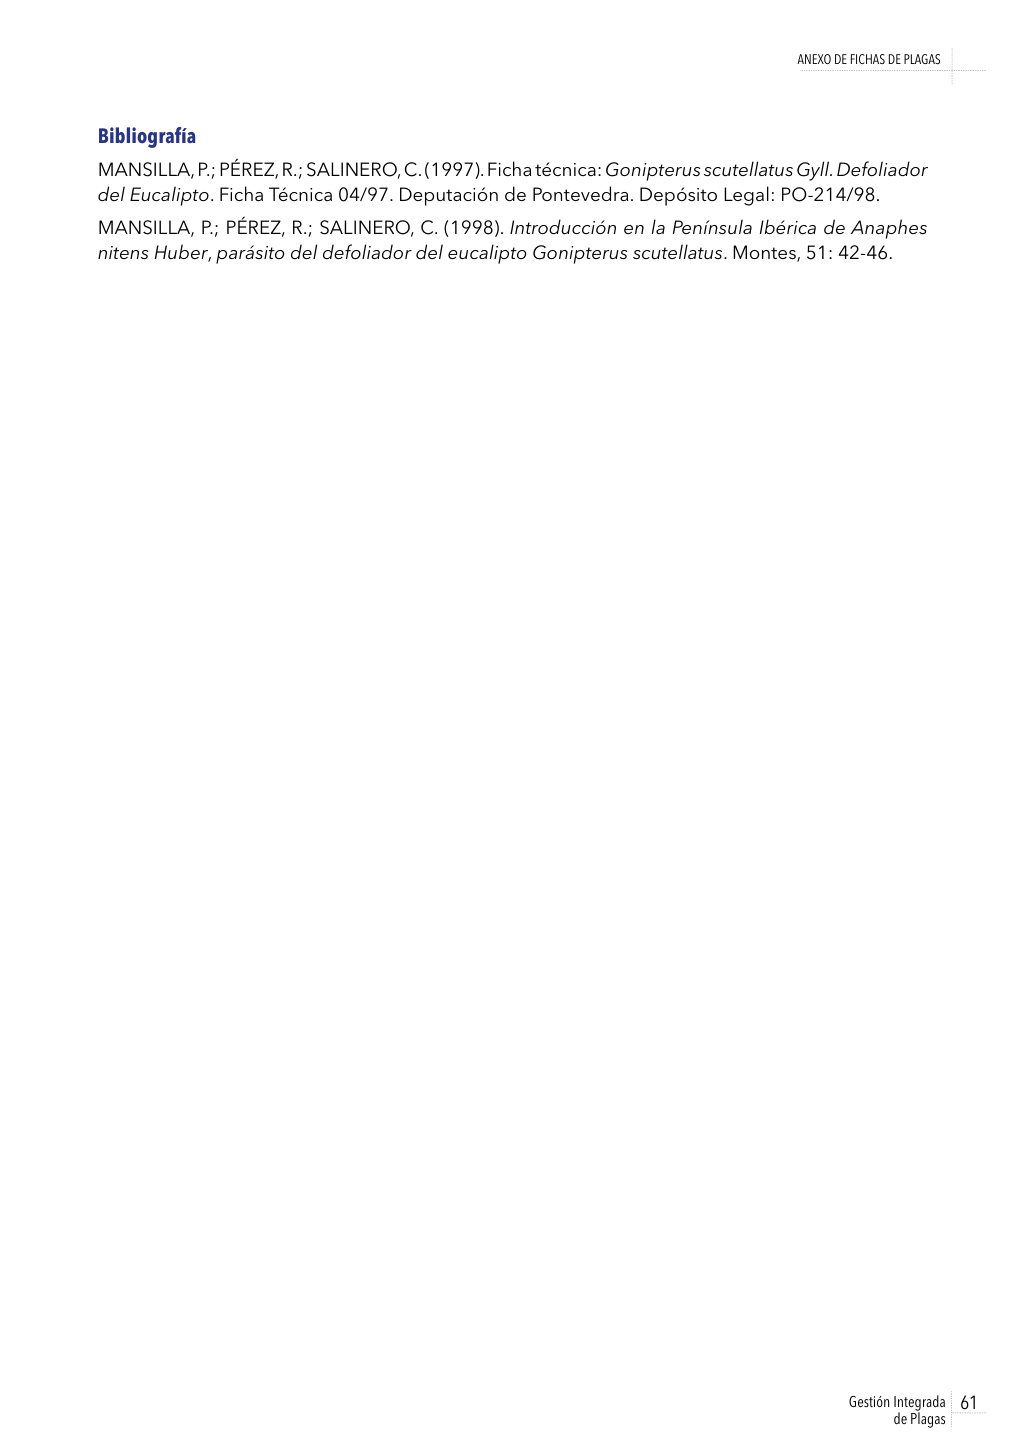 ANEXO DE FICHAS DE PLAGAS
Bibliografía
MANSILLA, P.; PÉREZ, R.; SALINERO, C. (1997). Ficha técnica: Gonipterus scutellatus Gyll. Defoliador
del Eucalipto. Ficha Técnica 04/97. Deputación de Pontevedra. Depósito Legal: PO-214/98.
MANSILLA, P.; PÉREZ, R.; SALINERO, C. (1998). Introducción en la Península Ibérica de Anaphes
nitens Huber, parásito del defoliador del eucalipto Gonipterus scutellatus. Montes, 51: 42-46.
Gestión Integrada 61
de Plagas